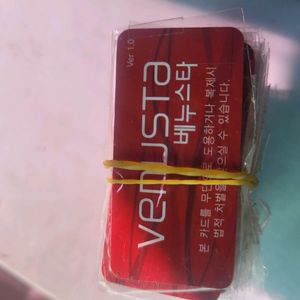 Ver 1.0
venusta
베뉴스타
본 카드를 무단으로 도용하거나 복제시
법적 처벌을 받으실 수 있습니다.